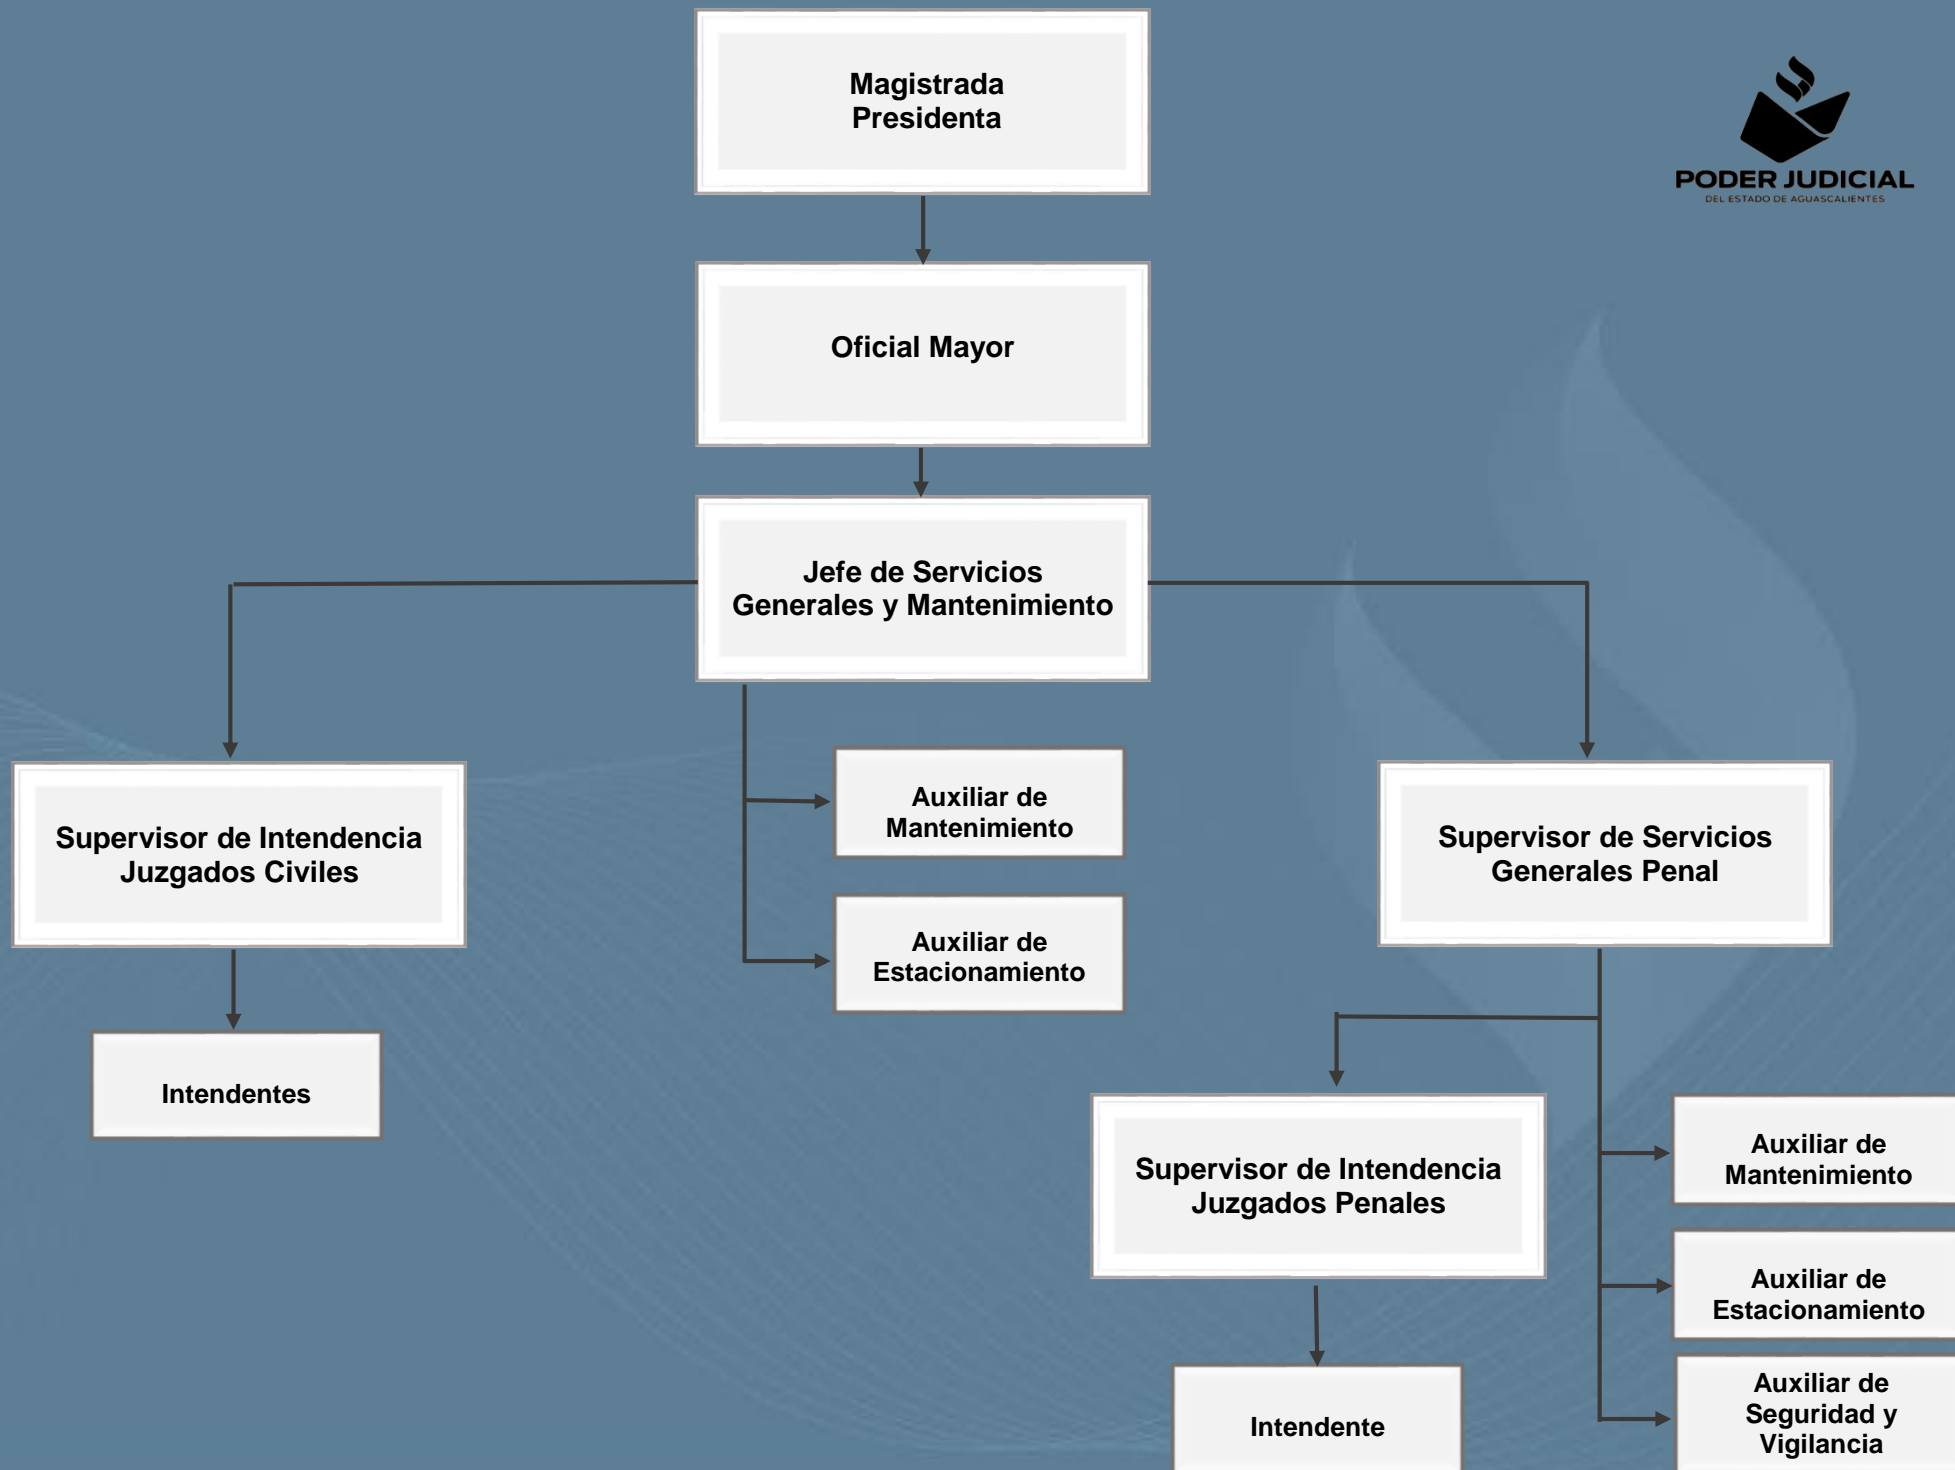 Magistrada
Presidenta
PODER JUDICIAL
DEL ESTADO DE AGUASCALIENTES
Oficial Mayor
Jefe de Servicios
Generales y Mantenimiento
Supervisor de Intendencia
Juzgados Civiles
Auxiliar de
Mantenimiento
Auxiliar de
Estacionamiento
Supervisor de Servicios
Generales Penal
Intendentes
Supervisor de Intendencia
Juzgados Penales
Auxiliar de
Mantenimiento
Auxiliar de
Estacionamiento
Intendente
Auxiliar de
Seguridad y
Vigilancia